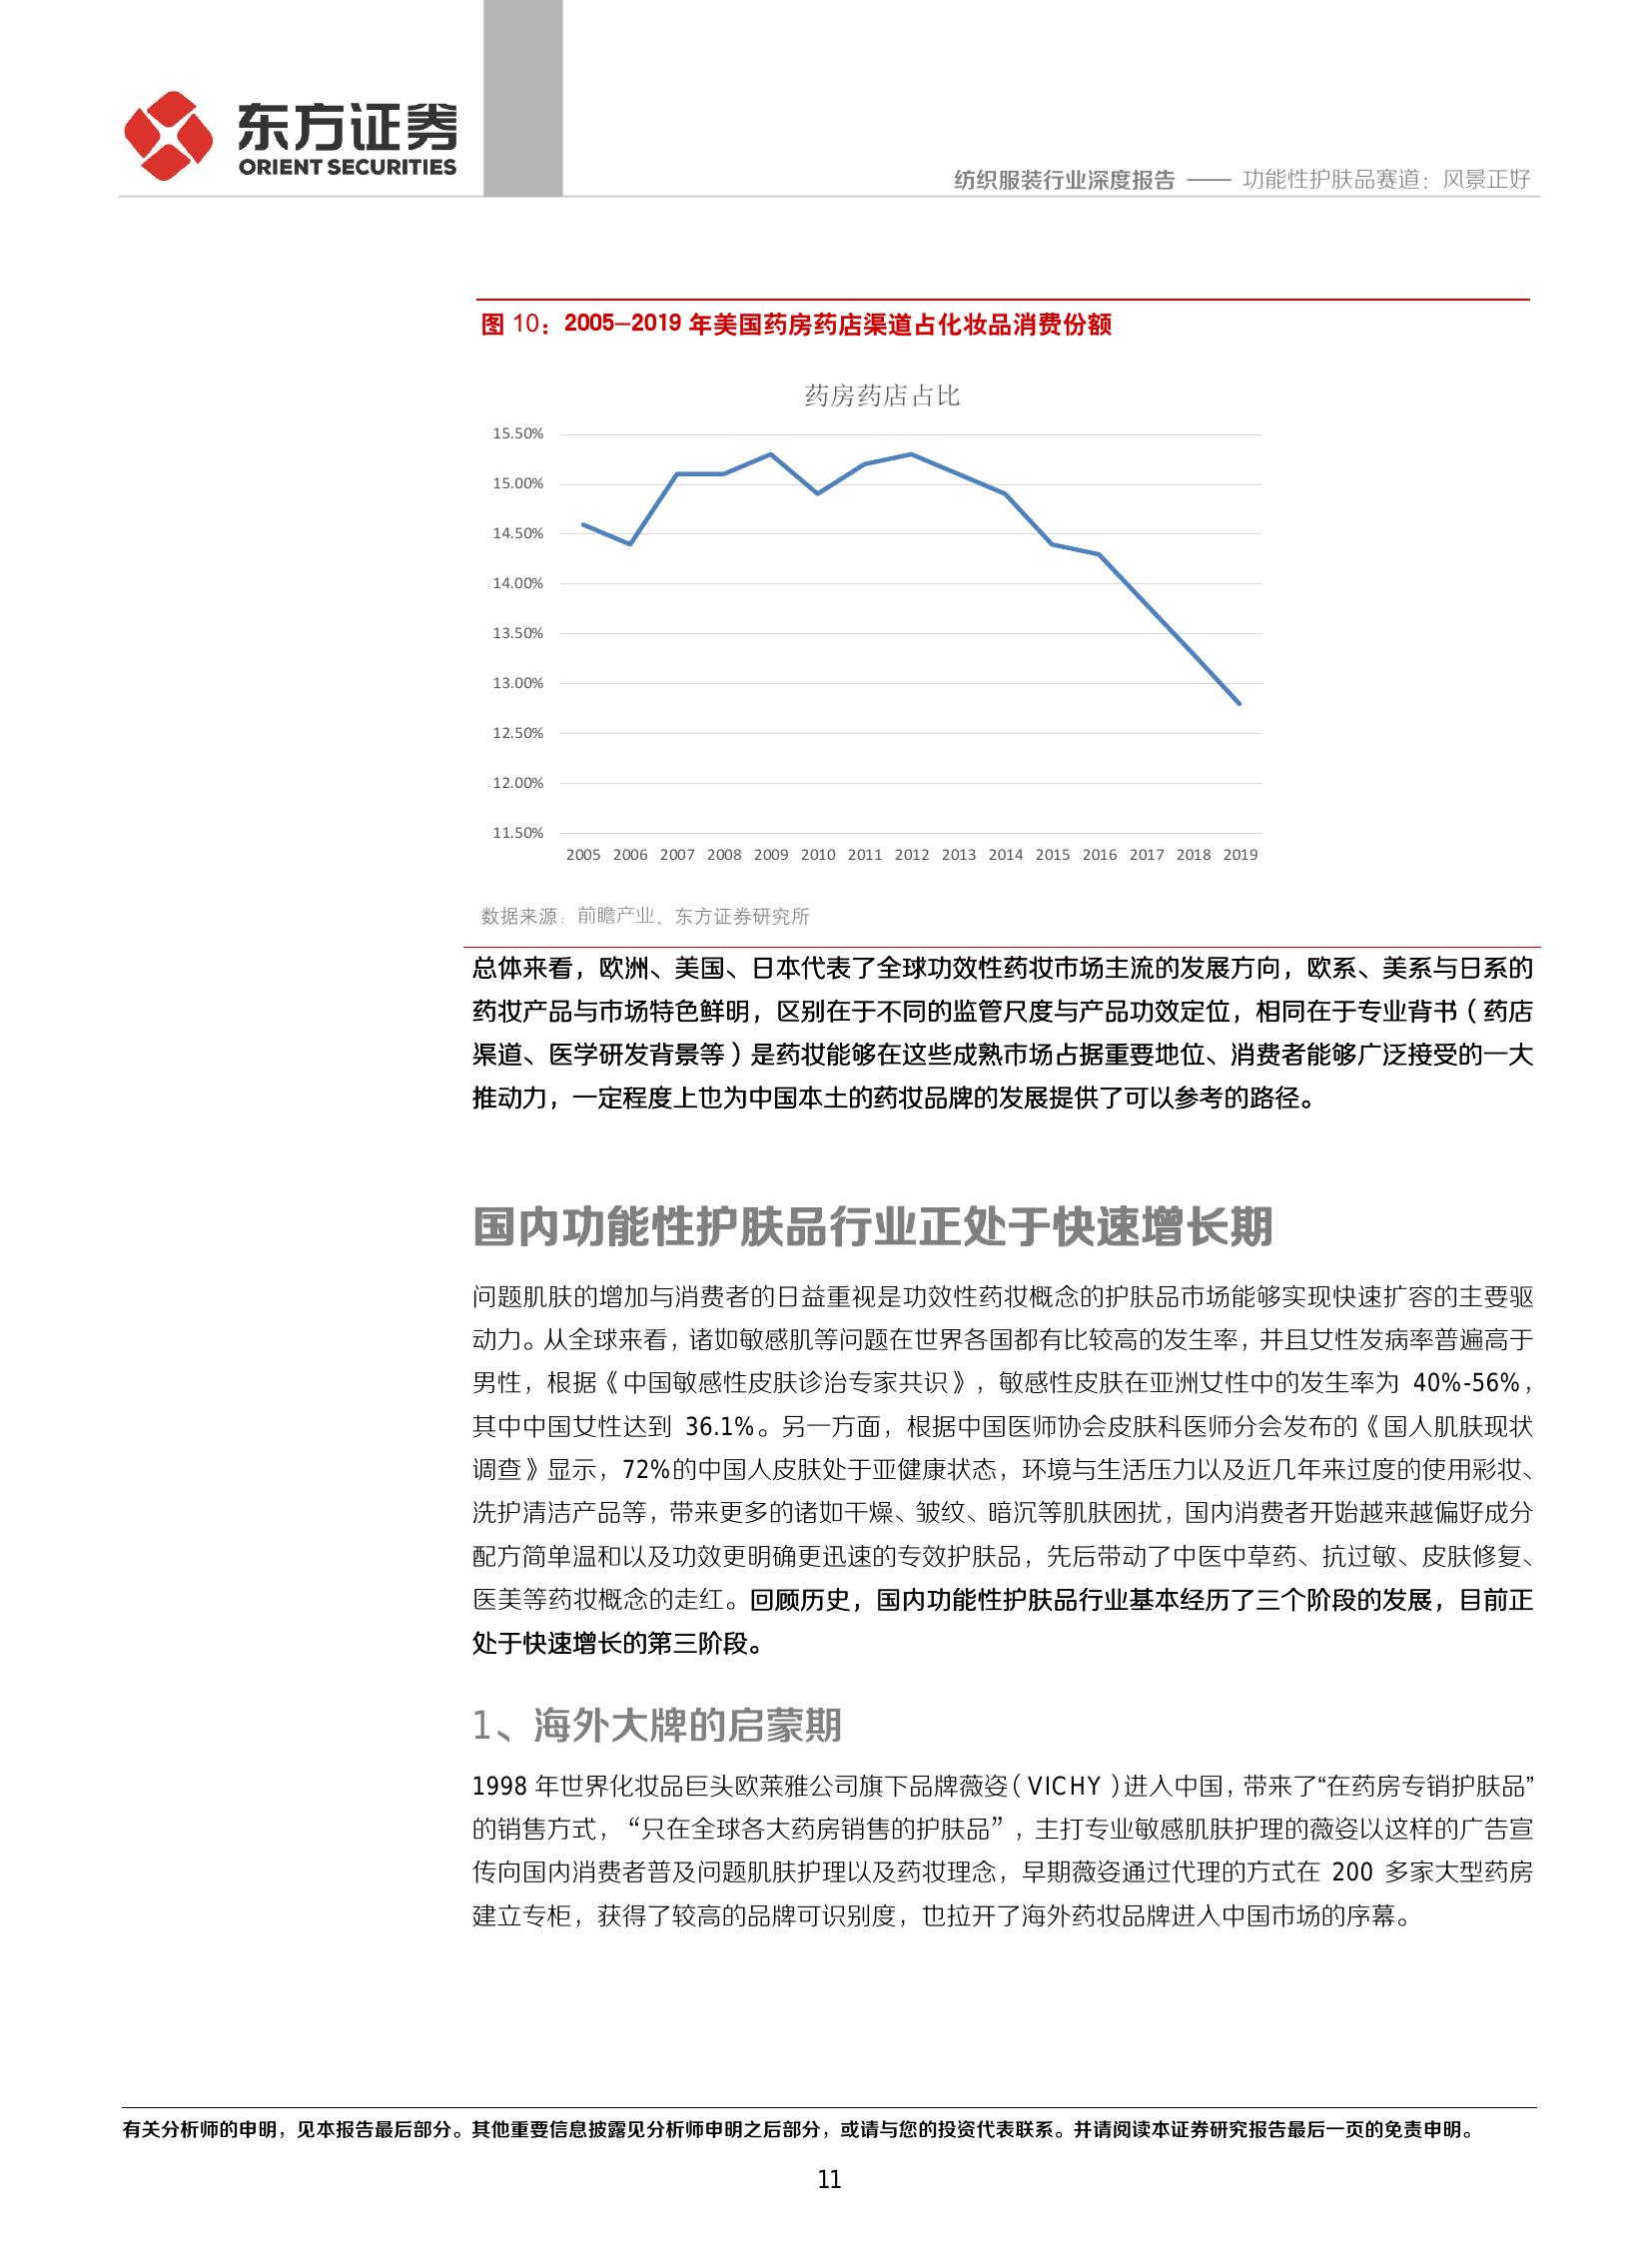 东方证券
ORIENT SECURITIES
纺织服装行业深度报告 —— 功能性护肤品赛道：风景正好
图 10：2005–2019 年美国药房药店渠道占化妆品消费份额
药房药店占比
15.50%
15.00%
14.50%
14.00%
13.50%
13.00%
12.50%
12.00%
11.50%
2005 2006 2007 2008 2009 2010 2011 2012 2013 2014 2015 2016 2017 2018 2019
数据来源：前瞻产业、东方证券研究所
总体来看，欧洲、美国、日本代表了全球功效性药妆市场主流的发展方向，欧系、美系与日系的
药妆产品与市场特色鲜明，区别在于不同的监管尺度与产品功效定位，相同在于专业背书（药店
渠道、医学研发背景等）是药妆能够在这些成熟市场占据重要地位、消费者能够广泛接受的一大
推动力，一定程度上也为中国本土的药妆品牌的发展提供了可以参考的路径。
国内功能性护肤品行业正处于快速增长期
问题肌肤的增加与消费者的日益重视是功效性药妆概念的护肤品市场能够实现快速扩容的主要驱
动力。从全球来看，诸如敏感肌等问题在世界各国都有比较高的发生率，并且女性发病率普遍高于
男性，根据《中国敏感性皮肤诊治专家共识》，敏感性皮肤在亚洲女性中的发生率为 40%-56%，
其中中国女性达到 36.1%。另一方面，根据中国医师协会皮肤科医师分会发布的《国人肌肤现状
调查》显示，72%的中国人皮肤处于亚健康状态，环境与生活压力以及近几年来过度的使用彩妆、
洗护清洁产品等，带来更多的诸如干燥、皱纹、暗沉等肌肤困扰，国内消费者开始越来越偏好成分
配方简单温和以及功效更明确更迅速的专效护肤品，先后带动了中医中草药、抗过敏、皮肤修复、
医美等药妆概念的走红。回顾历史，国内功能性护肤品行业基本经历了三个阶段的发展，目前正
处于快速增长的第三阶段。
1、海外大牌的启蒙期
1998 年世界化妆品巨头欧莱雅公司旗下品牌薇姿（VICHY ）进入中国，带来了“在药房专销护肤品”
的销售方式，“只在全球各大药房销售的护肤品”，主打专业敏感肌肤护理的薇姿以这样的广告宣
传向国内消费者普及问题肌肤护理以及药妆理念，早期薇姿通过代理的方式在 200 多家大型药房
建立专柜，获得了较高的品牌可识别度，也拉开了海外药妆品牌进入中国市场的序幕。
有关分析师的申明，见本报告最后部分。其他重要信息披露见分析师申明之后部分，或请与您的投资代表联系。并请阅读本证券研究报告最后一页的免责申明。
11